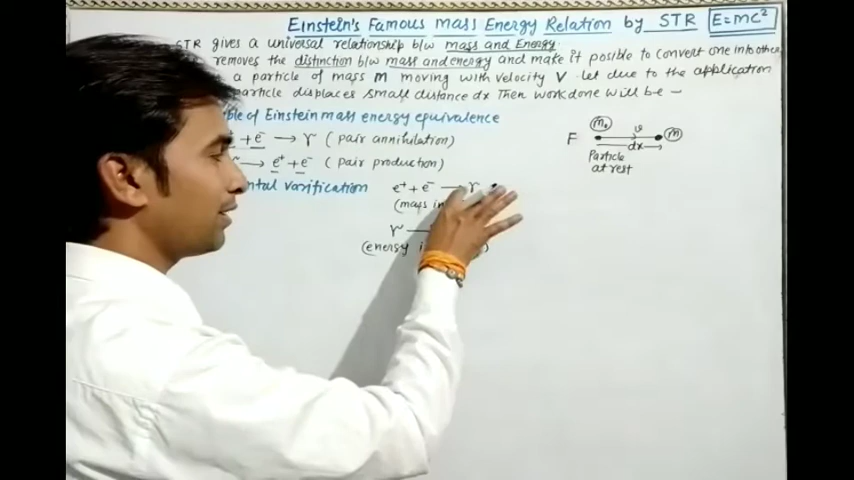 Einstein's Famous mass Energy Relation by STR E=mc²
STR gives a universal relationship b/w mass and Energy.
removes the distinction b/w mass and energy and make it posible to convert one into other
a particle of mass m moving with velocity v. let due to the application
particle displaces small distance dx Then workdone will be —
of Einstein mass energy equivalence
+ e⁻ → γ (pair annihilation)
→ e⁺ + e⁻ (pair production)
varification
e⁺ + e⁻ → γ
(mass
γ
(energy
F m₀ v m
dx
Particle
at rest